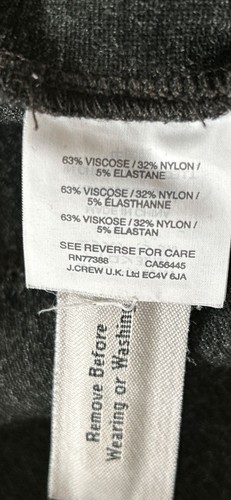 63% VISCOSE / 32% NYLON /
5% ELASTANE
63% VISCOSE / 32% NYLON /
5% ÉLASTHANNE
63% VISKOSE / 32% NYLON /
5% ELASTAN
SEE REVERSE FOR CARE
RN77388 CA56445
J.CREW U.K. Ltd EC4V 6JA
Remove Before
Wearing or Washing